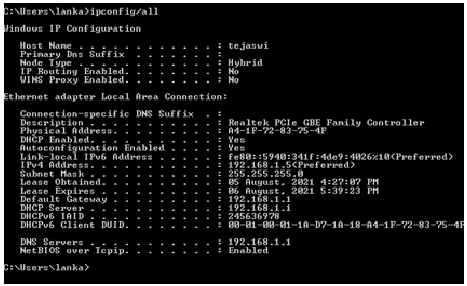 C:\Users\lanka>ipconfig/all
Windows IP Configuration
Host Name . . . . . . . . . . . . : tejaswi
Primary Dns Suffix . . . . . . . :
Node Type . . . . . . . . . . . . : Hybrid
IP Routing Enabled. . . . . . . . : No
WINS Proxy Enabled. . . . . . . . : No
Ethernet adapter Local Area Connection:
Connection-specific DNS Suffix . :
Description . . . . . . . . . . . : Realtek PCIe GBE Family Controller
Physical Address. . . . . . . . . : A4-1F-72-83-75-4F
DHCP Enabled. . . . . . . . . . . : Yes
Autoconfiguration Enabled . . . . : Yes
Link-local IPv6 Address . . . . . : fe80::5940:341f:4de9:4026%10(Preferred)
IPv4 Address. . . . . . . . . . . : 192.168.1.5(Preferred)
Subnet Mask . . . . . . . . . . . : 255.255.255.0
Lease Obtained. . . . . . . . . . : 05 August, 2021 4:27:07 PM
Lease Expires . . . . . . . . . . : 06 August, 2021 5:39:23 PM
Default Gateway . . . . . . . . . : 192.168.1.1
DHCP Server . . . . . . . . . . . : 192.168.1.1
DHCPv6 IAID . . . . . . . . . . . : 245636978
DHCPv6 Client DUID. . . . . . . . : 00-01-00-01-1A-D7-1A-18-A4-1F-72-83-75-4F
DNS Servers . . . . . . . . . . . : 192.168.1.1
NetBIOS over Tcpip. . . . . . . . : Enabled
C:\Users\lanka>